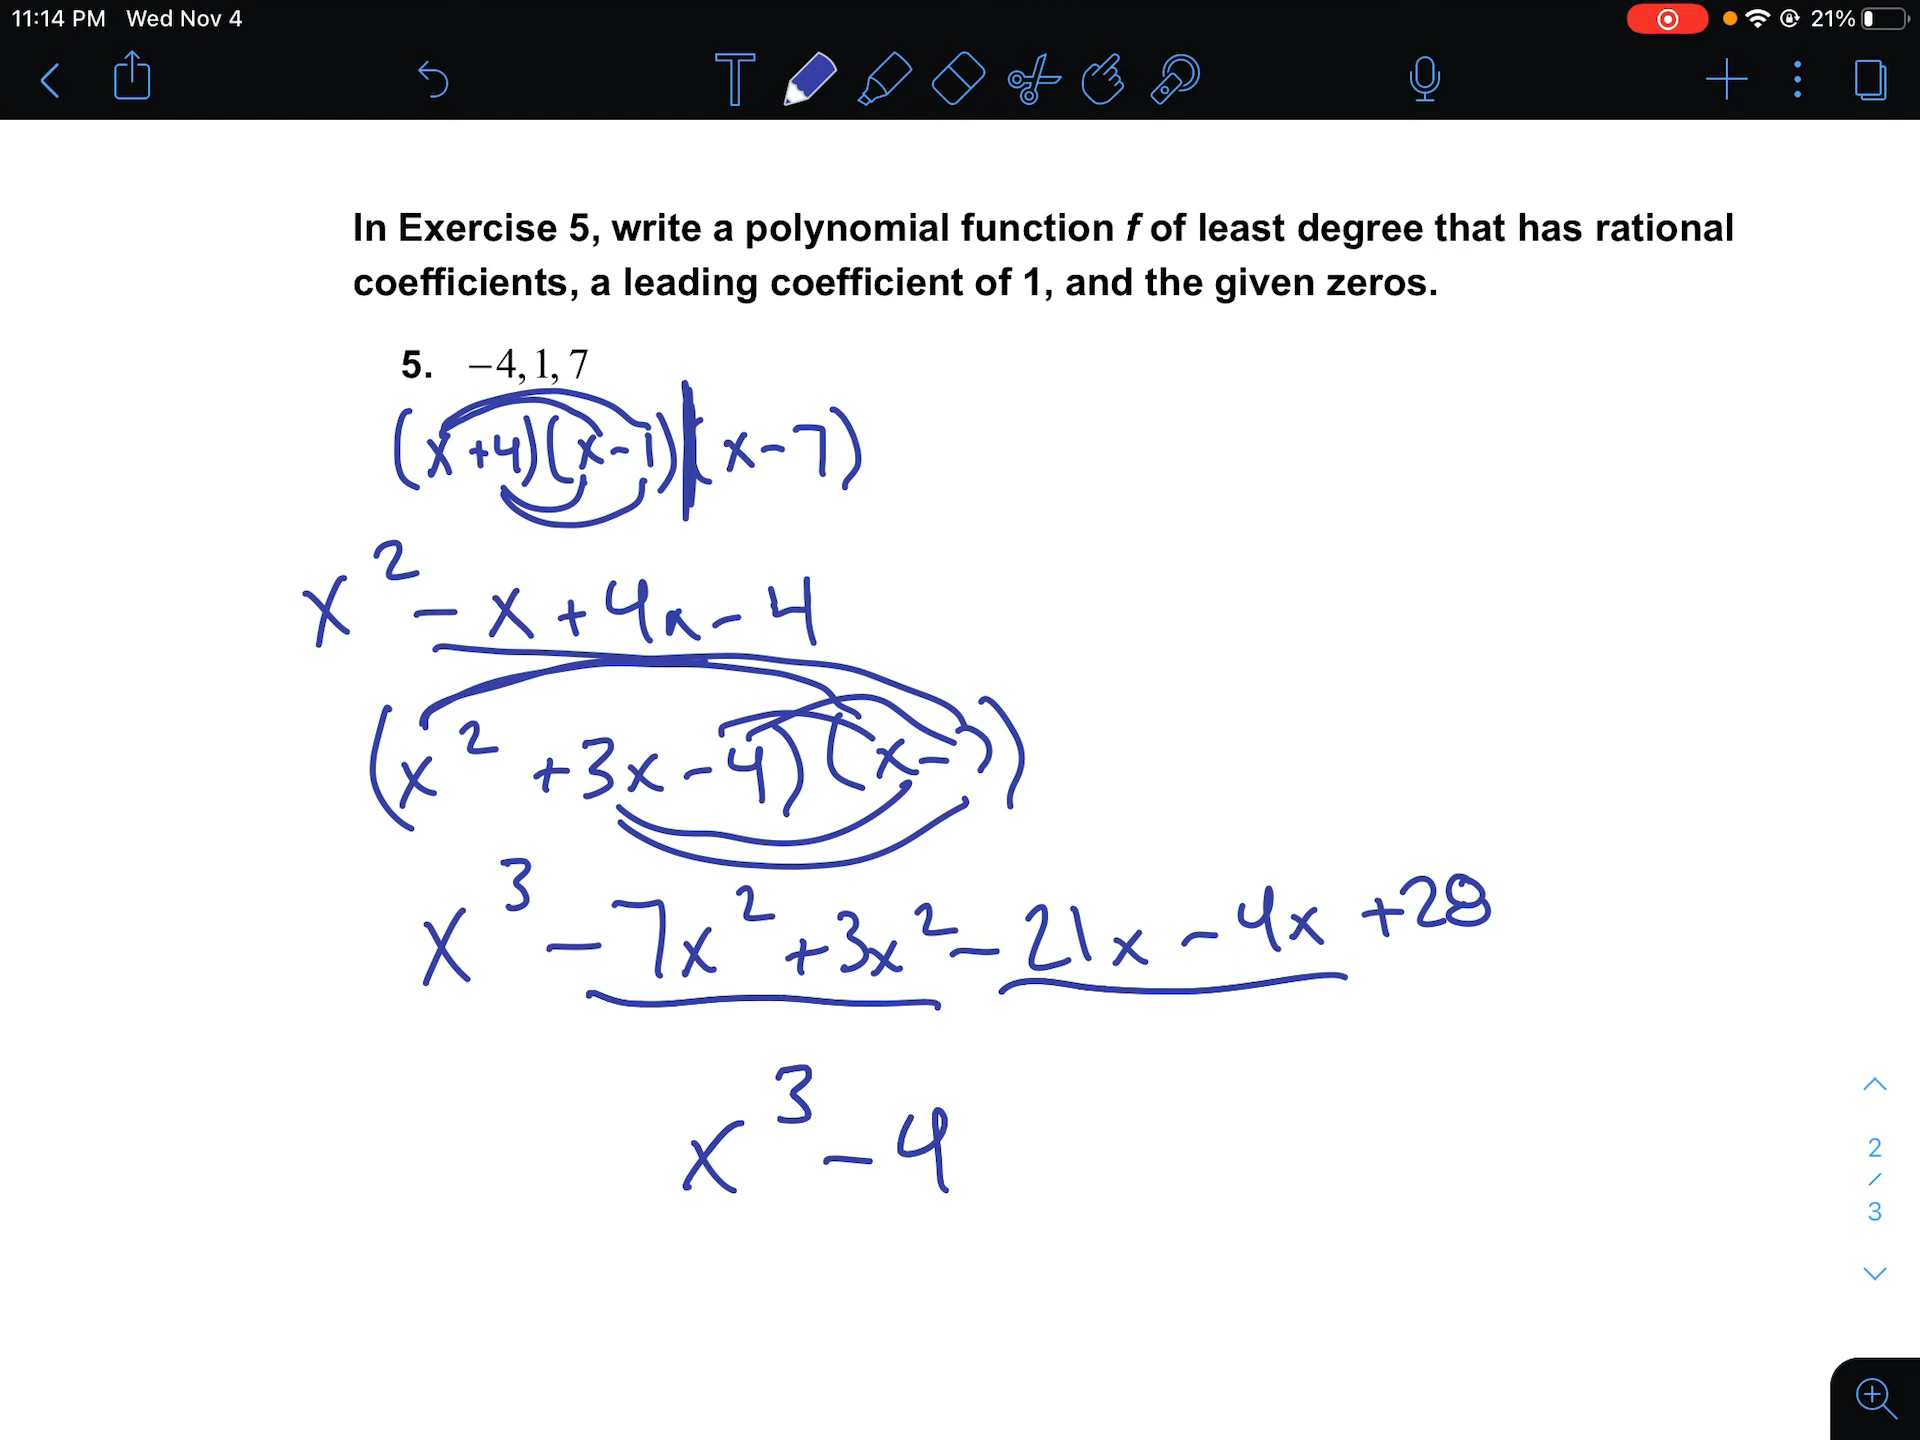 11:14 PM Wed Nov 4
21%
T
In Exercise 5, write a polynomial function f of least degree that has rational
coefficients, a leading coefficient of 1, and the given zeros.
5. −4, 1, 7
(x+4)(x-1)|(x-7)
x² - x + 4x - 4
(x² +3x-4)(x-7)
x³ - 7x² + 3x² - 21x - 4x + 28
x³ - 4
2
/
3